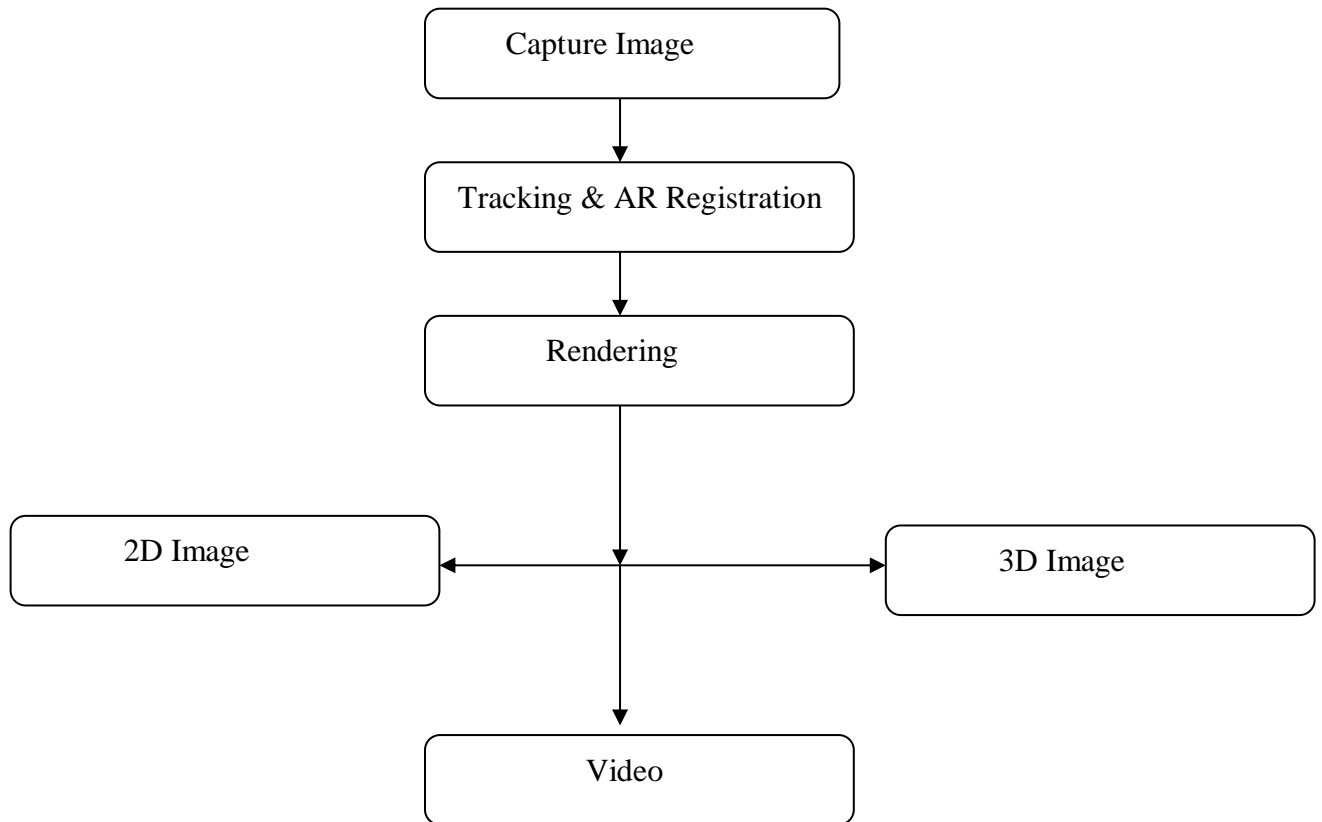 Capture Image
Tracking & AR Registration
Rendering
2D Image
3D Image
Video